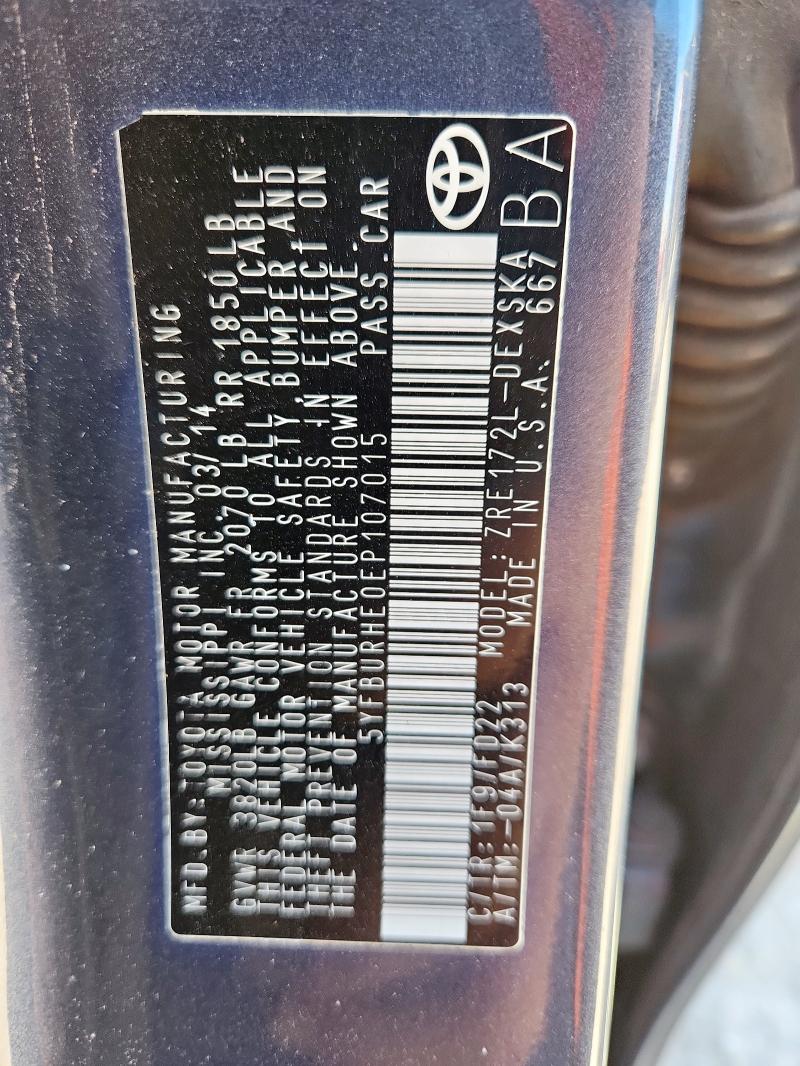 MFD.BY:TOYOTA MOTOR MANUFACTURING
MISSISSIPPI INC. 03/14
GVWR 3820LB GAWR FR 2070 LB RR 1850LB
THIS VEHICLE CONFORMS TO ALL APPLICABLE
FEDERAL MOTOR VEHICLE SAFETY, BUMPER AND
THEFT PREVENTION STANDARDS IN EFFECT ON
THE DATE OF MANUFACTURE SHOWN ABOVE.
5YFBURHE0EP107015 PASS.CAR
C/TR:1F9/FD22 MODEL:ZRE172L-DEXSKA
A/TM:-04A/K313 MADE IN U.S.A. 667 BA